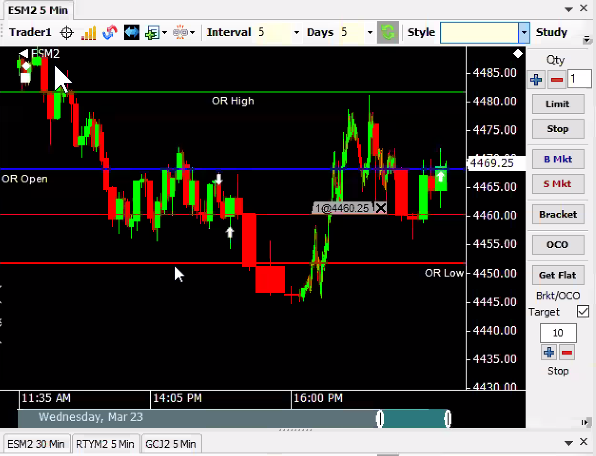 ESM2 5 Min
Trader1 Interval 5 Days 5 Style Study
ESM2
OR High
OR Open
1@4460.25
OR Low
4485.00
4480.00
4475.00
4469.25
4465.00
4460.00
4455.00
4450.00
4445.00
4440.00
4435.00
4430.00
11:35 AM 14:05 PM 16:00 PM
Wednesday, Mar 23
Qty
1
Limit
Stop
B Mkt
S Mkt
Bracket
OCO
Get Flat
Brkt/OCO
Target
10
Stop
ESM2 30 Min RTYM2 5 Min GCJ2 5 Min